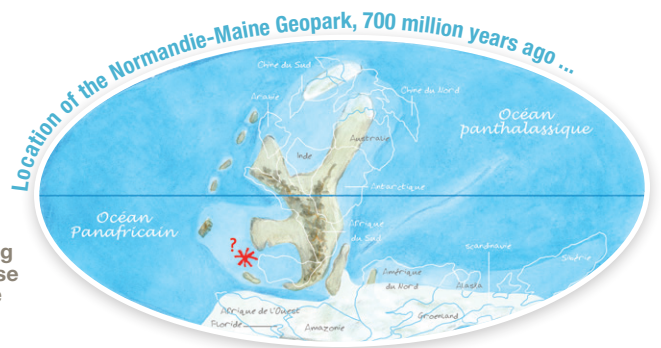 Location of the Normandie-Maine Geopark, 700 million years ago ...
Chine du Sud
Chine du Nord
Arabie
Océan
panthalassique
Australie
Inde
Antarctique
Océan
Panafricain
Afrique
du Sud
?
ng
se
Scandinavie
Sibérie
Amérique
du Nord
Alaska
Afrique de l'Ouest
Floride
Groenland
Amazonie